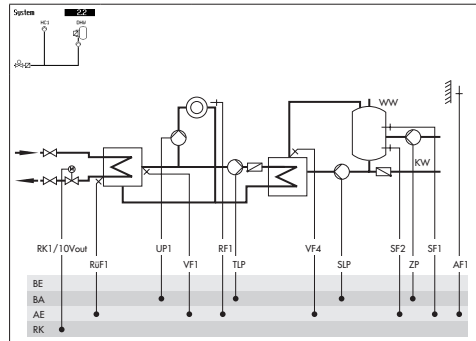 System 2.2
HC1 DHW
WW
M
KW
RK1/10Vout UP1 RF1 VF4 SF2 SF1
RüF1 VF1 TLP SLP ZP AF1
BE
BA
AE
RK